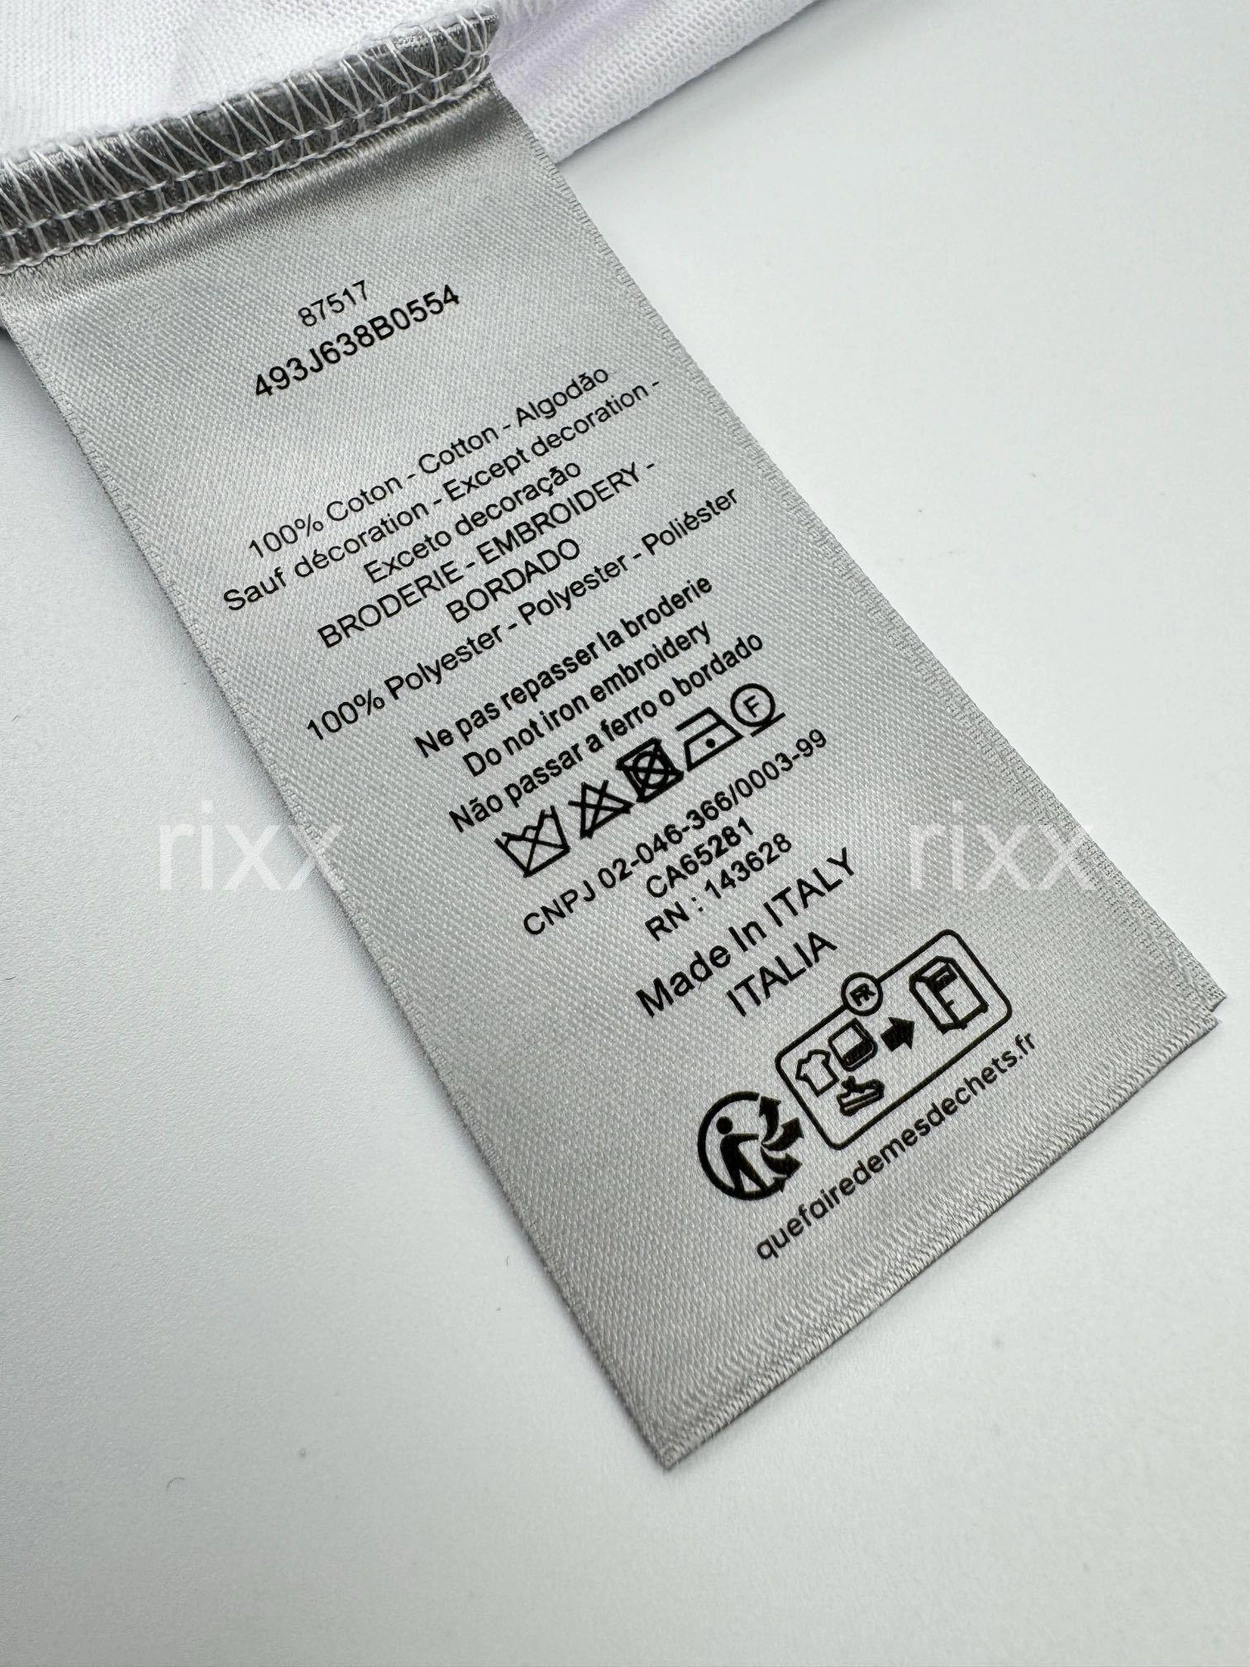 87517
493J638B0554
100% Coton - Cotton - Algodão
Sauf décoration - Except decoration -
Exceto decoração
BRODERIE - EMBROIDERY -
BORDADO
100% Polyester - Polyester - Poliéster
Ne pas repasser la broderie
Do not iron embroidery
Não passar a ferro o bordado
F
CNPJ 02-046-366/0003-99
CA65281
RN : 143628
Made In ITALY
ITALIA
FR
quefairedemesdechets.fr
rixx
rixx